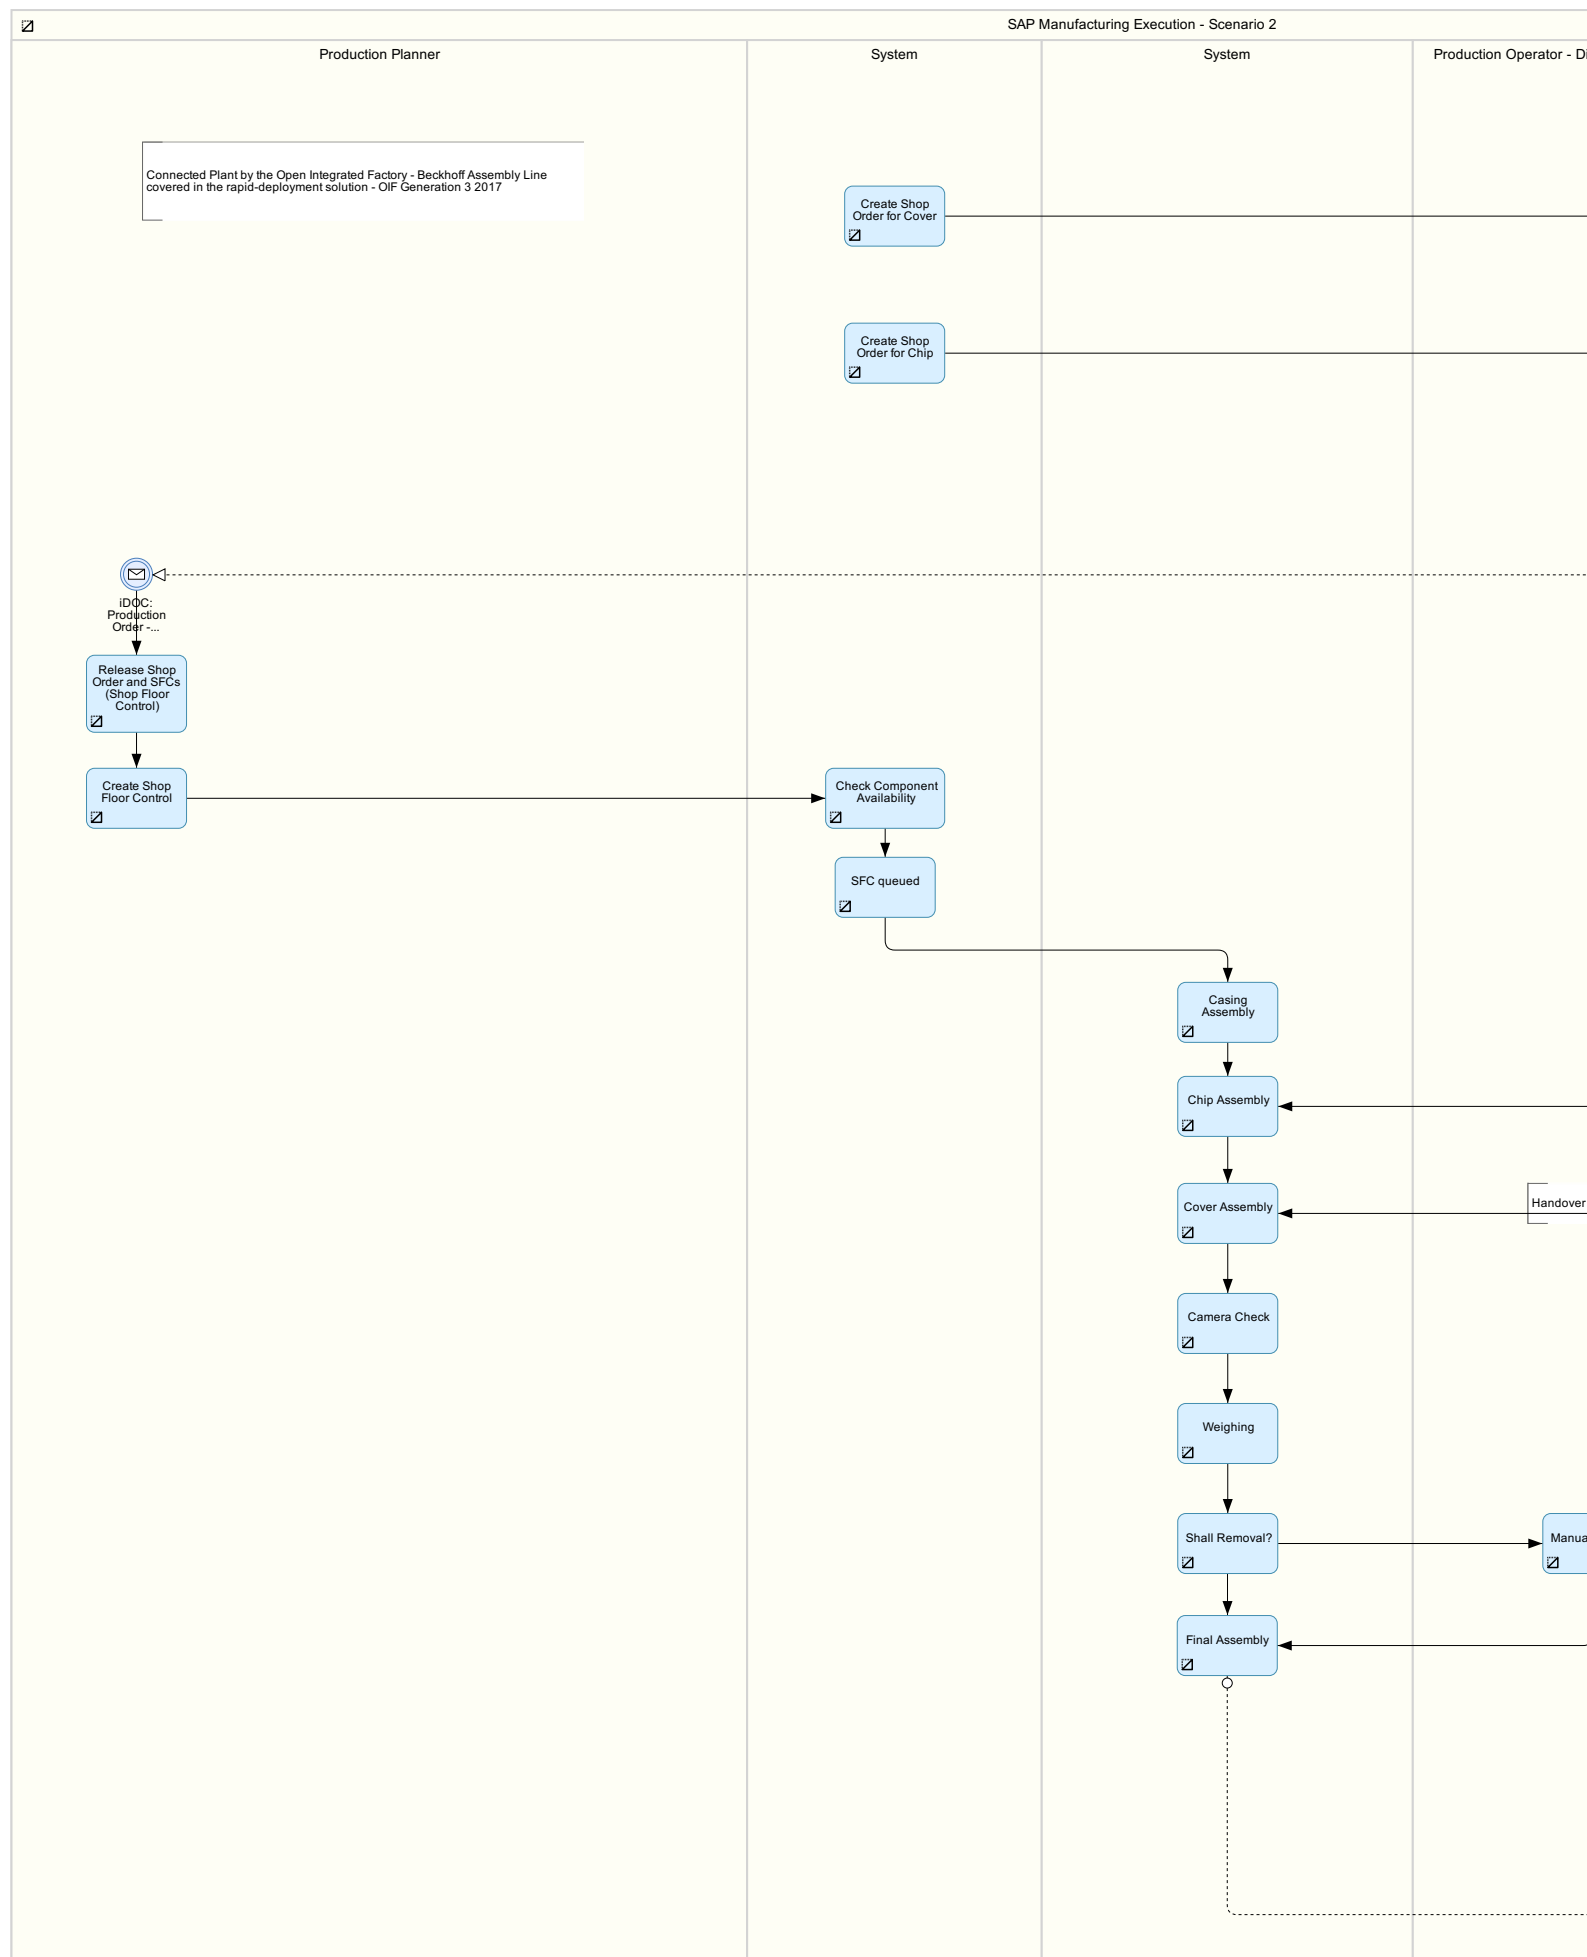 SAP Manufacturing Execution - Scenario 2
Production Planner
System
System
Production Operator -
Connected Plant by the Open Integrated Factory - Beckhoff Assembly Line
covered in the rapid-deployment solution - OIF Generation 3 2017
Create Shop
Order for Cover
Create Shop
Order for Chip
iDOC:
Production
Order -...
Release Shop
Order and SFCs
(Shop Floor
Control)
Create Shop
Floor Control
Check Component
Availability
SFC queued
Casing
Assembly
Chip Assembly
Cover Assembly
Handover
Camera Check
Weighing
Shall Removal?
Final Assembly